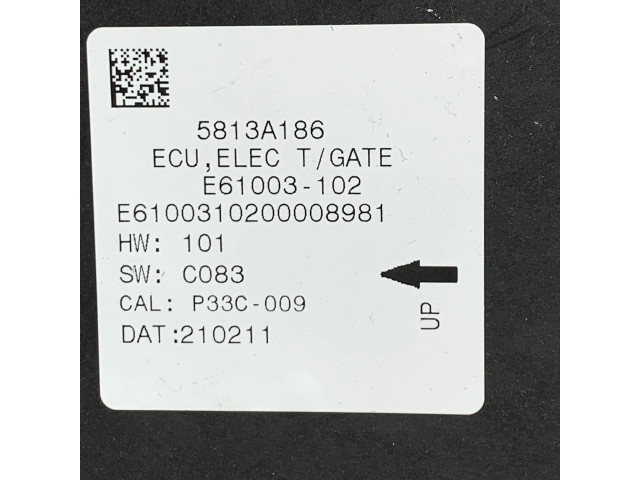 5813A186
ECU,ELEC T/GATE
E61003-102
E6100310200008981
HW: 101
SW: C083
CAL: P33C-009
DAT:210211
UP